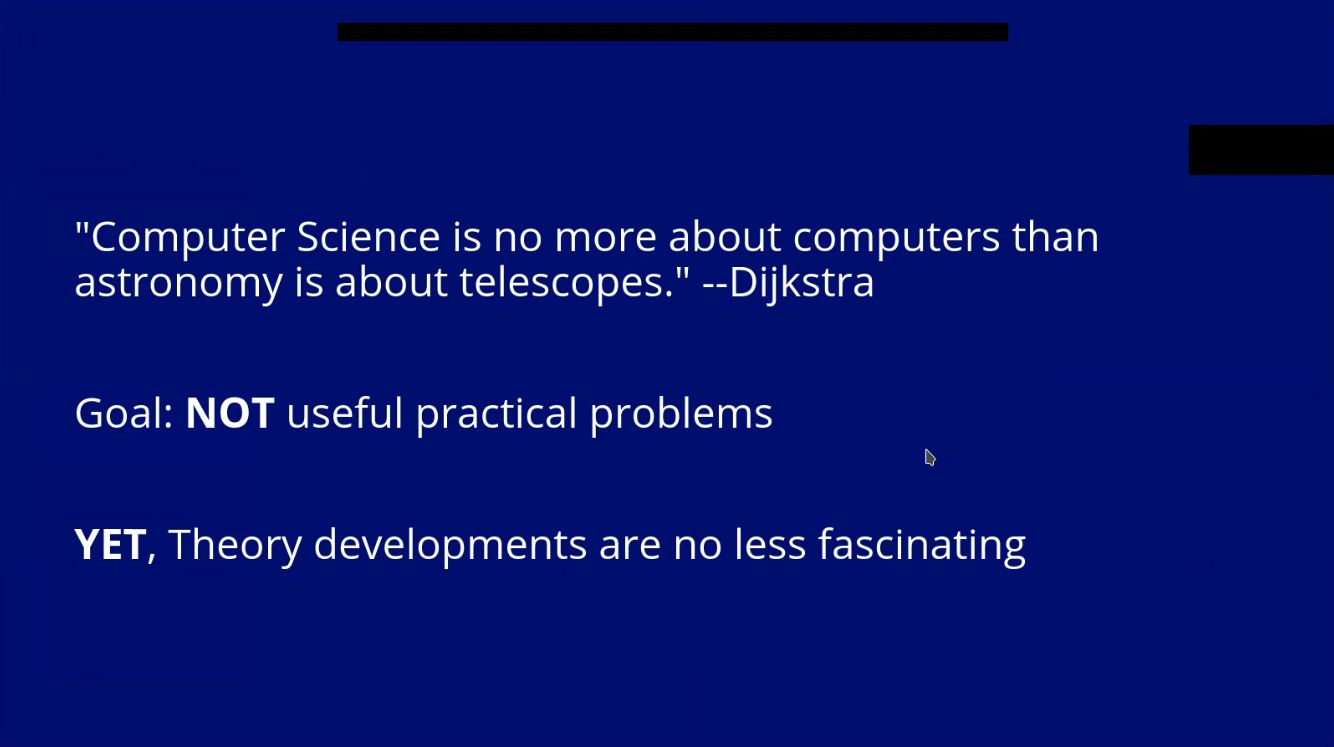 "Computer Science is no more about computers than
astronomy is about telescopes." --Dijkstra
Goal: NOT useful practical problems
YET, Theory developments are no less fascinating